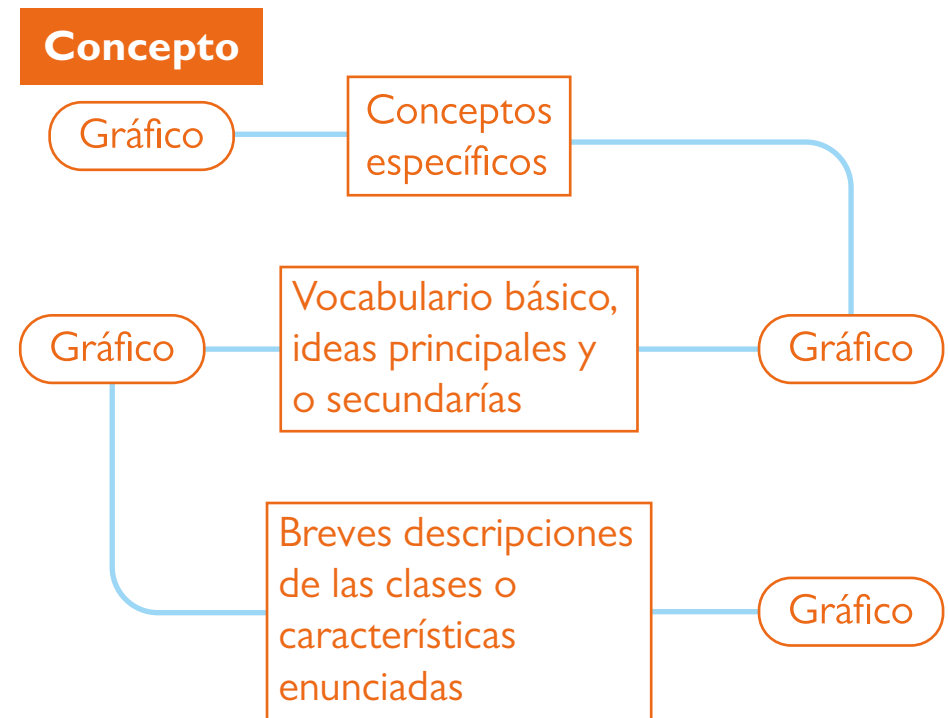 Concepto
Gráfico
Conceptos
específicos
Gráfico
Vocabulario básico,
ideas principales y
o secundarías
Gráfico
Breves descripciones
de las clases o
características
enunciadas
Gráfico